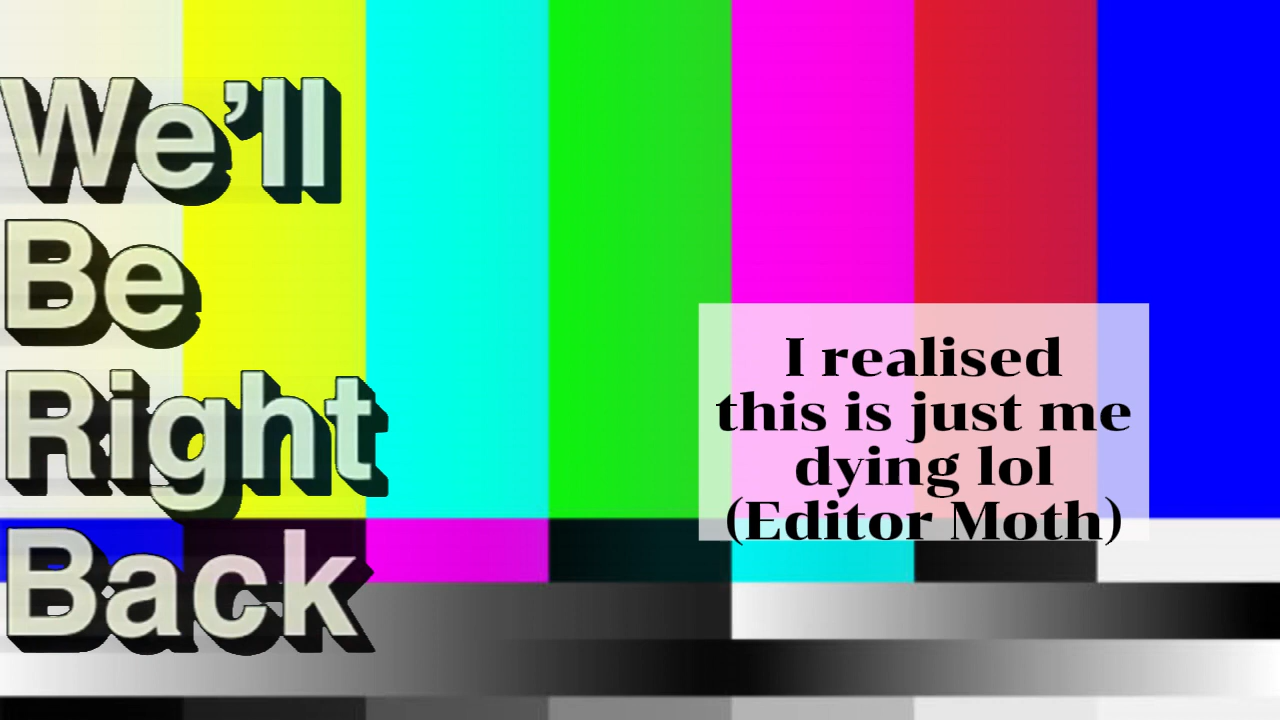 We’ll
Be
Right
Back
I realised
this is just me
dying lol
(Editor Moth)